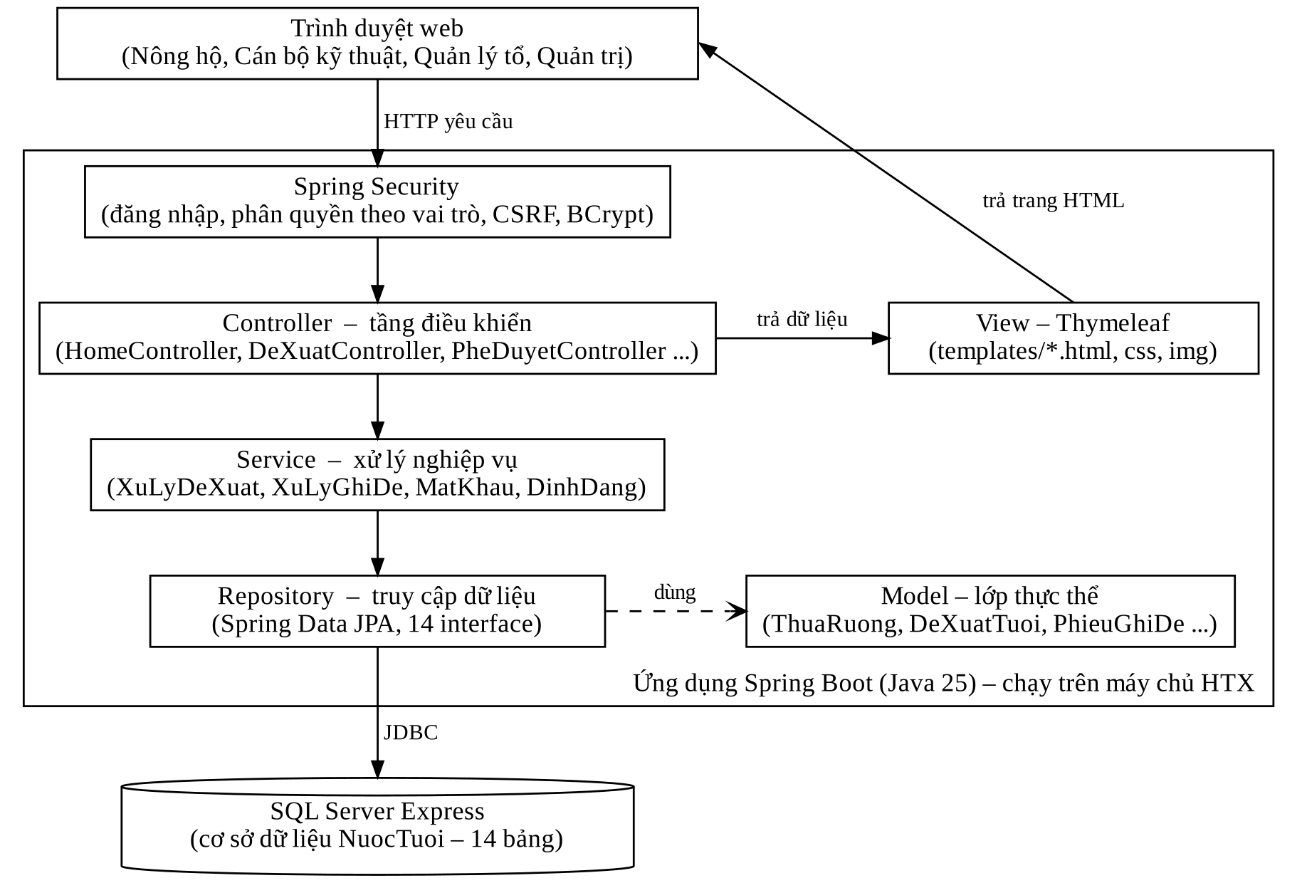 Trình duyệt web
(Nông hộ, Cán bộ kỹ thuật, Quản lý tổ, Quản trị)
HTTP yêu cầu
Spring Security
(đăng nhập, phân quyền theo vai trò, CSRF, BCrypt)
trả trang HTML
Controller – tầng điều khiển
(HomeController, DeXuatController, PheDuyetController ...)
trả dữ liệu
View – Thymeleaf
(templates/*.html, css, img)
Service – xử lý nghiệp vụ
(XuLyDeXuat, XuLyGhiDe, MatKhau, DinhDang)
Repository – truy cập dữ liệu
(Spring Data JPA, 14 interface)
dùng
Model – lớp thực thể
(ThuaRuong, DeXuatTuoi, PhieuGhiDe ...)
Ứng dụng Spring Boot (Java 25) – chạy trên máy chủ HTX
JDBC
SQL Server Express
(cơ sở dữ liệu NuocTuoi – 14 bảng)